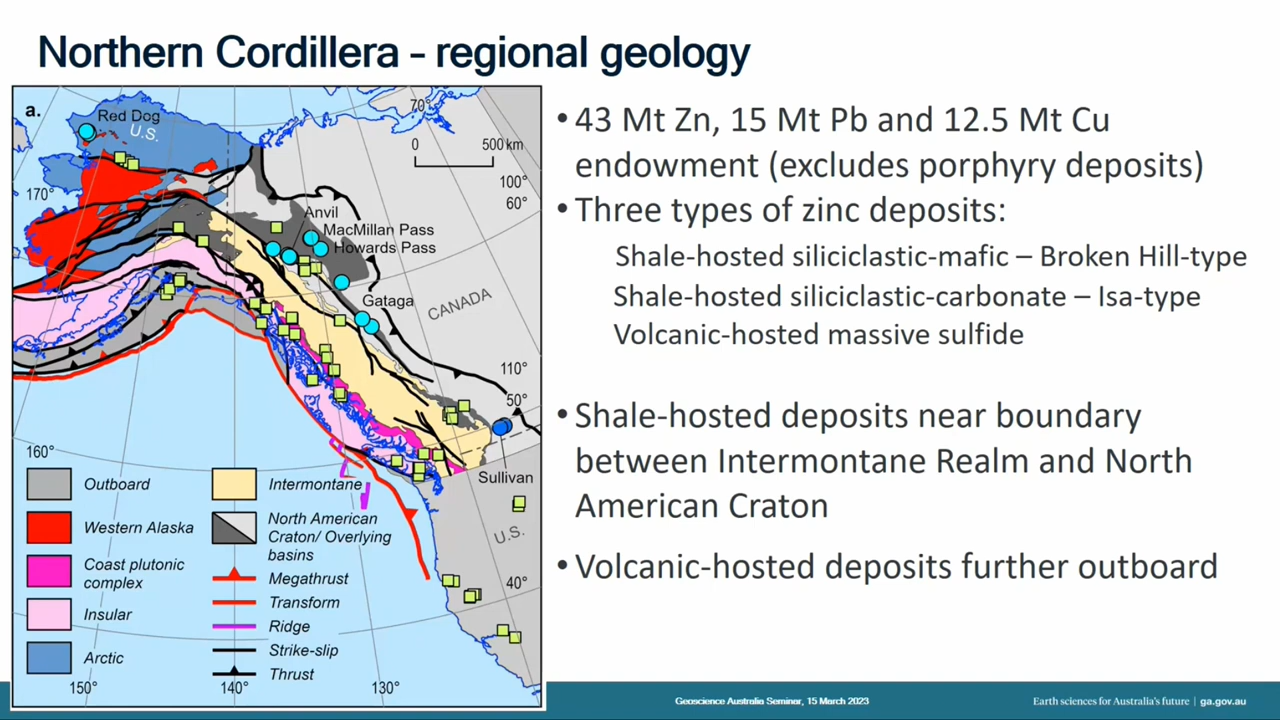 Northern Cordillera – regional geology
a.
Red Dog
U.S.
70°
0 500 km
170°
100°
60°
Anvil
MacMillan Pass
Howards Pass
Gataga
CANADA
110°
50°
160°
Sullivan
U.S.
40°
Outboard
Western Alaska
Coast plutonic
complex
Insular
Arctic
Intermontane
North American
Craton/ Overlying
basins
Megathrust
Transform
Ridge
Strike-slip
Thrust
150° 140° 130°
• 43 Mt Zn, 15 Mt Pb and 12.5 Mt Cu
endowment (excludes porphyry deposits)
• Three types of zinc deposits:
Shale-hosted siliciclastic-mafic – Broken Hill-type
Shale-hosted siliciclastic-carbonate – Isa-type
Volcanic-hosted massive sulfide
• Shale-hosted deposits near boundary
between Intermontane Realm and North
American Craton
• Volcanic-hosted deposits further outboard
Geoscience Australia Seminar, 15 March 2023
Earth sciences for Australia's future | ga.gov.au